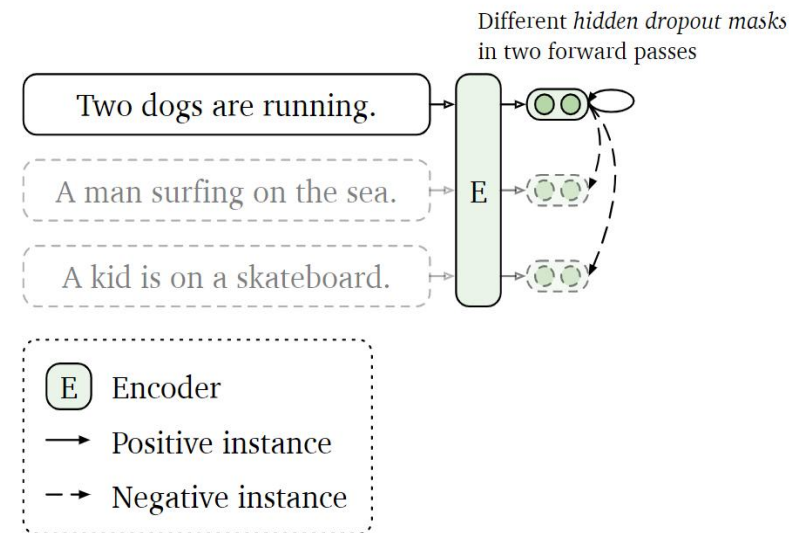 Different hidden dropout masks
in two forward passes
Two dogs are running.
A man surfing on the sea.
E
A kid is on a skateboard.
E Encoder
Positive instance
Negative instance